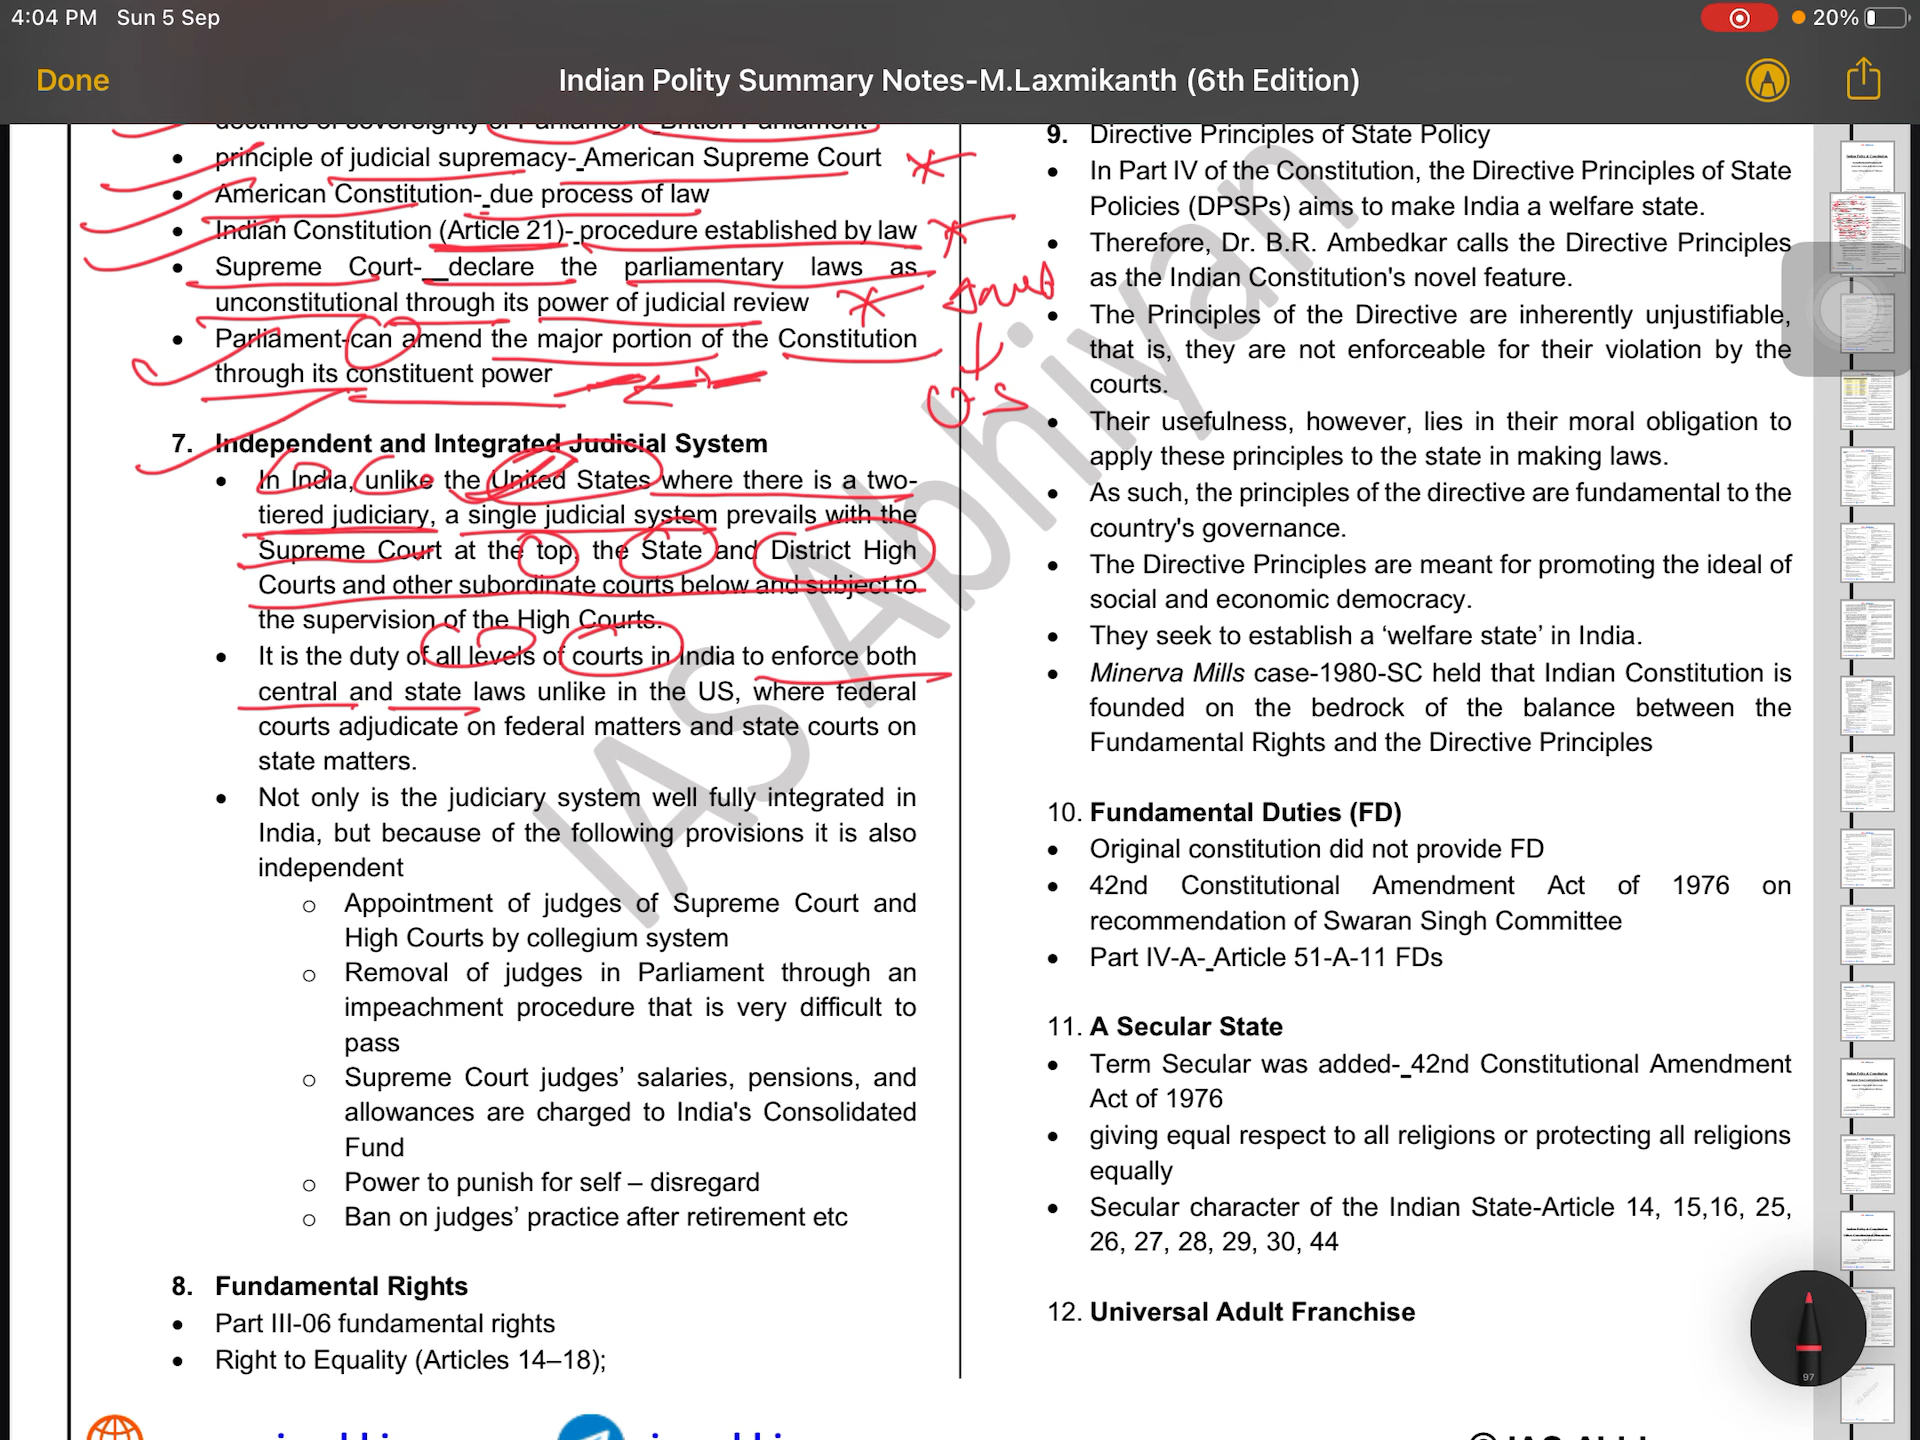 4:04 PM Sun 5 Sep
20%
Done
Indian Polity Summary Notes-M.Laxmikanth (6th Edition)
doctrine of sovereignty of Parliament-_British Parliament
• principle of judicial supremacy-_American Supreme Court
• American Constitution-_due process of law
• Indian Constitution (Article 21)-_procedure established by law
• Supreme Court-__declare the parliamentary laws as
unconstitutional through its power of judicial review
• Parliament-can amend the major portion of the Constitution
through its constituent power
7. Independent and Integrated Judicial System
• In India, unlike the United States where there is a two-
tiered judiciary, a single judicial system prevails with the
Supreme Court at the top, the State and District High
Courts and other subordinate courts below and subject to
the supervision of the High Courts.
• It is the duty of all levels of courts in India to enforce both
central and state laws unlike in the US, where federal
courts adjudicate on federal matters and state courts on
state matters.
• Not only is the judiciary system well fully integrated in
India, but because of the following provisions it is also
independent
o Appointment of judges of Supreme Court and
High Courts by collegium system
o Removal of judges in Parliament through an
impeachment procedure that is very difficult to
pass
o Supreme Court judges’ salaries, pensions, and
allowances are charged to India's Consolidated
Fund
o Power to punish for self – disregard
o Ban on judges’ practice after retirement etc
8. Fundamental Rights
• Part III-06 fundamental rights
• Right to Equality (Articles 14–18);
9. Directive Principles of State Policy
• In Part IV of the Constitution, the Directive Principles of State
Policies (DPSPs) aims to make India a welfare state.
• Therefore, Dr. B.R. Ambedkar calls the Directive Principles
as the Indian Constitution's novel feature.
• The Principles of the Directive are inherently unjustifiable,
that is, they are not enforceable for their violation by the
courts.
• Their usefulness, however, lies in their moral obligation to
apply these principles to the state in making laws.
• As such, the principles of the directive are fundamental to the
country's governance.
• The Directive Principles are meant for promoting the ideal of
social and economic democracy.
• They seek to establish a ‘welfare state’ in India.
• Minerva Mills case-1980-SC held that Indian Constitution is
founded on the bedrock of the balance between the
Fundamental Rights and the Directive Principles
10. Fundamental Duties (FD)
• Original constitution did not provide FD
• 42nd Constitutional Amendment Act of 1976 on
recommendation of Swaran Singh Committee
• Part IV-A-_Article 51-A-11 FDs
11. A Secular State
• Term Secular was added-_42nd Constitutional Amendment
Act of 1976
• giving equal respect to all religions or protecting all religions
equally
• Secular character of the Indian State-Article 14, 15,16, 25,
26, 27, 28, 29, 30, 44
12. Universal Adult Franchise
IAS Abhiyan
97